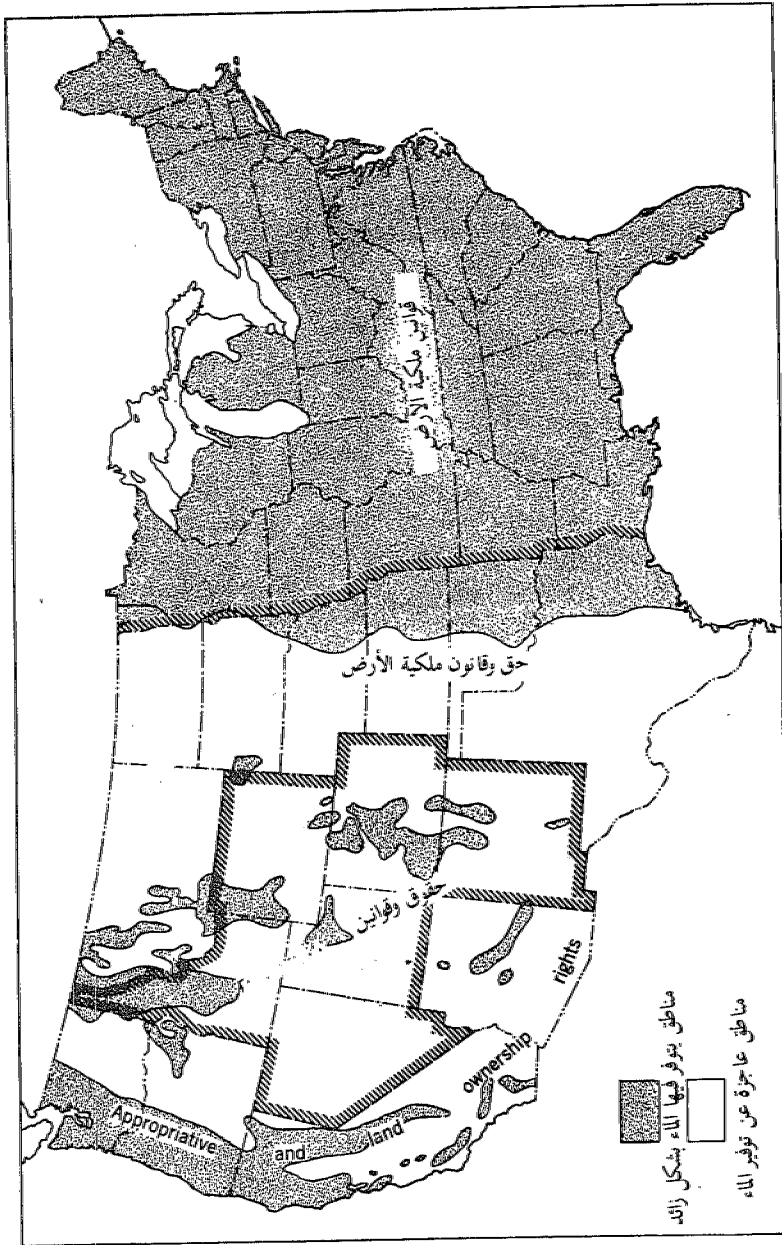 قوانين ملكية الأرض
حق وقانون ملكية الأرض
حقوق وقوانين
Appropriative
and
land
ownership
rights
مناطق يتوفر فيها الماء بشكل زائد
مناطق عاجزة عن توفير الماء